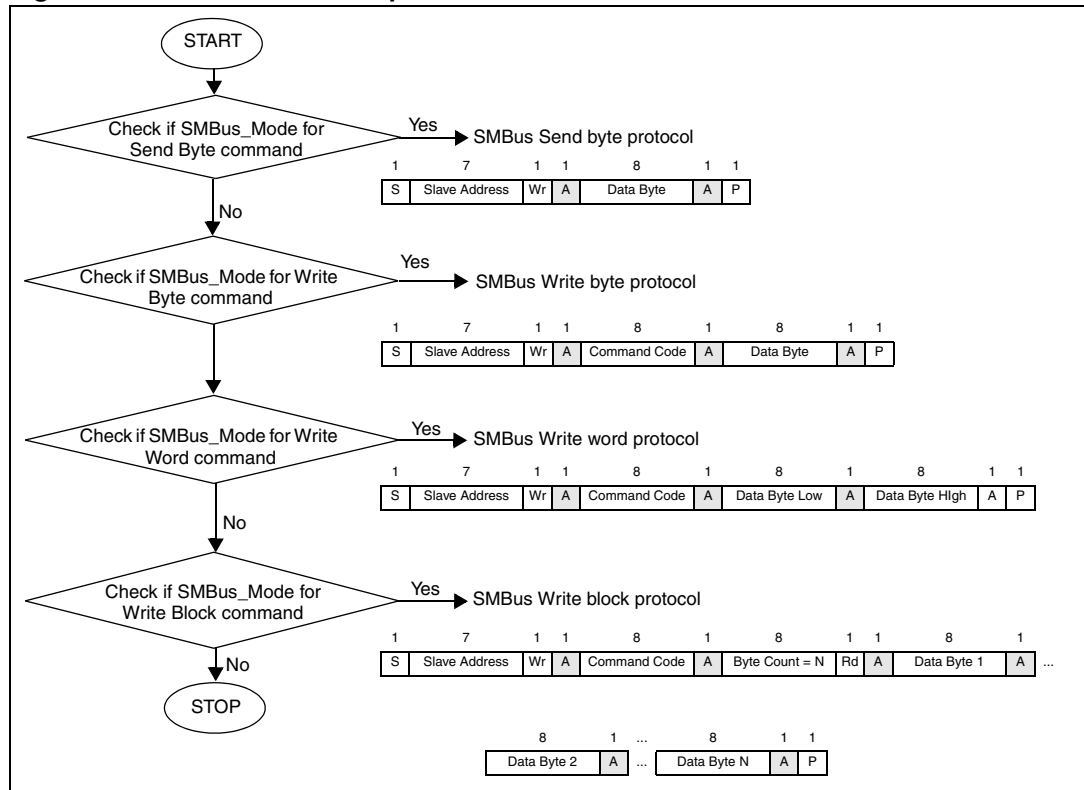 START
Check if SMBus_Mode for
Send Byte command
Yes
SMBus Send byte protocol
1 7 1 1 8 1 1
S Slave Address Wr A Data Byte A P
No
Check if SMBus_Mode for Write
Byte command
Yes
SMBus Write byte protocol
1 7 1 1 8 1 8 1 1
S Slave Address Wr A Command Code A Data Byte A P
Check if SMBus_Mode for Write
Word command
Yes
SMBus Write word protocol
1 7 1 1 8 1 8 1 8 1 1
S Slave Address Wr A Command Code A Data Byte Low A Data Byte HIgh A P
No
Check if SMBus_Mode for
Write Block command
Yes
SMBus Write block protocol
1 7 1 1 8 1 8 1 1 8 1
S Slave Address Wr A Command Code A Byte Count = N Rd A Data Byte 1 A ...
No
STOP
8 1 ... 8 1 1
Data Byte 2 A ... Data Byte N A P